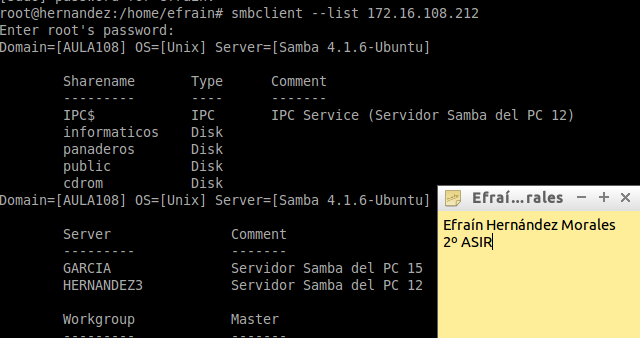 [sudo] password for efrain:
root@hernandez:/home/efrain# smbclient --list 172.16.108.212
Enter root's password:
Domain=[AULA108] OS=[Unix] Server=[Samba 4.1.6-Ubuntu]
Sharename Type Comment
--------- ---- -------
IPC$ IPC IPC Service (Servidor Samba del PC 12)
informaticos Disk
panaderos Disk
public Disk
cdrom Disk
Domain=[AULA108] OS=[Unix] Server=[Samba 4.1.6-Ubuntu]
Server Comment
--------- -------
GARCIA Servidor Samba del PC 15
HERNANDEZ3 Servidor Samba del PC 12
Workgroup Master
--------- -------
Efraí...rales
Efraín Hernández Morales
2º ASIR